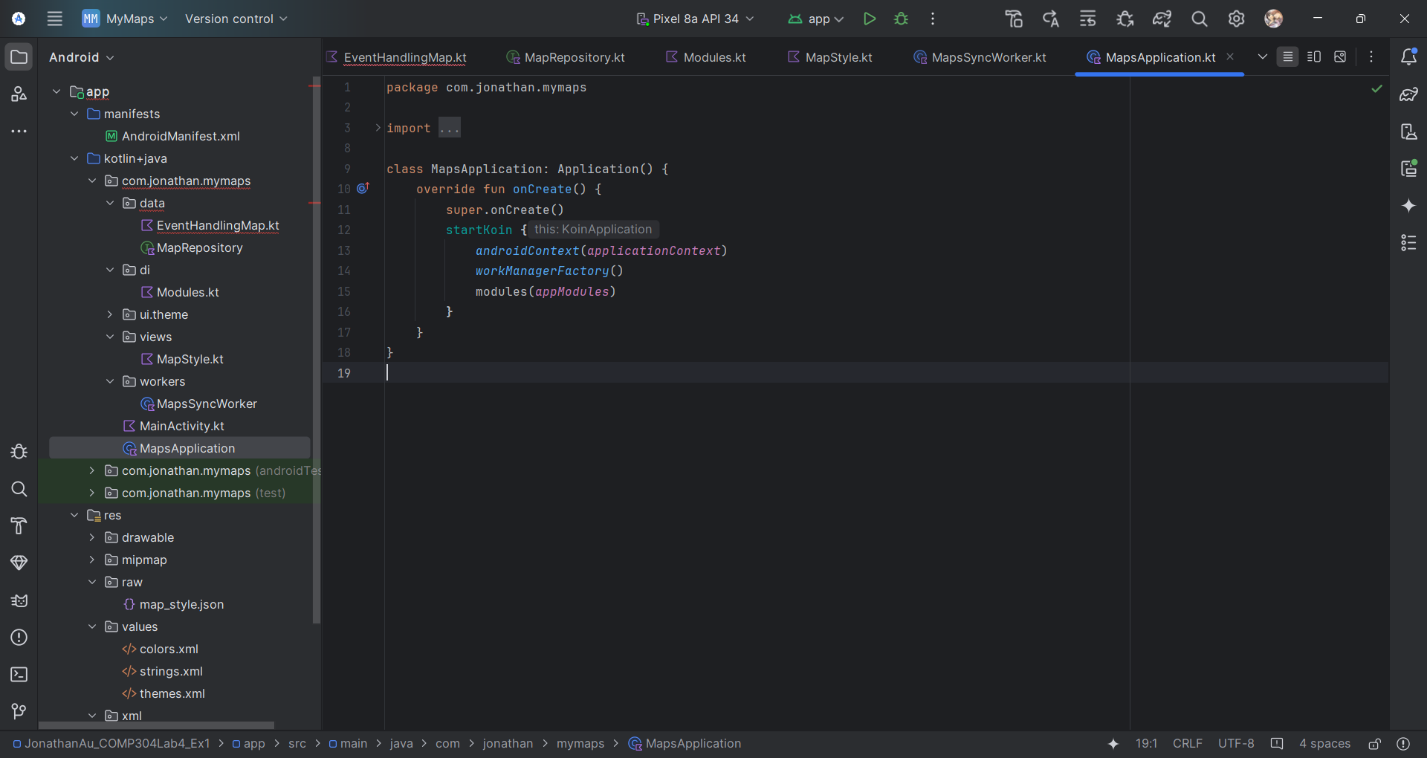 MM MyMaps Version control Pixel 8a API 34 app
Android
EventHandlingMap.kt MapRepository.kt Modules.kt MapStyle.kt MapsSyncWorker.kt MapsApplication.kt
app
manifests
AndroidManifest.xml
kotlin+java
com.jonathan.mymaps
data
EventHandlingMap.kt
MapRepository
di
Modules.kt
ui.theme
views
MapStyle.kt
workers
MapsSyncWorker
MainActivity.kt
MapsApplication
com.jonathan.mymaps (androidTes
com.jonathan.mymaps (test)
res
drawable
mipmap
raw
map_style.json
values
colors.xml
strings.xml
themes.xml
xml
1 package com.jonathan.mymaps
2
3 import ...
8
9 class MapsApplication: Application() {
10 override fun onCreate() {
11 super.onCreate()
12 startKoin { this: KoinApplication
13 androidContext(applicationContext)
14 workManagerFactory()
15 modules(appModules)
16 }
17 }
18 }
19
JonathanAu_COMP304Lab4_Ex1 > app > src > main > java > com > jonathan > mymaps > MapsApplication 19:1 CRLF UTF-8 4 spaces